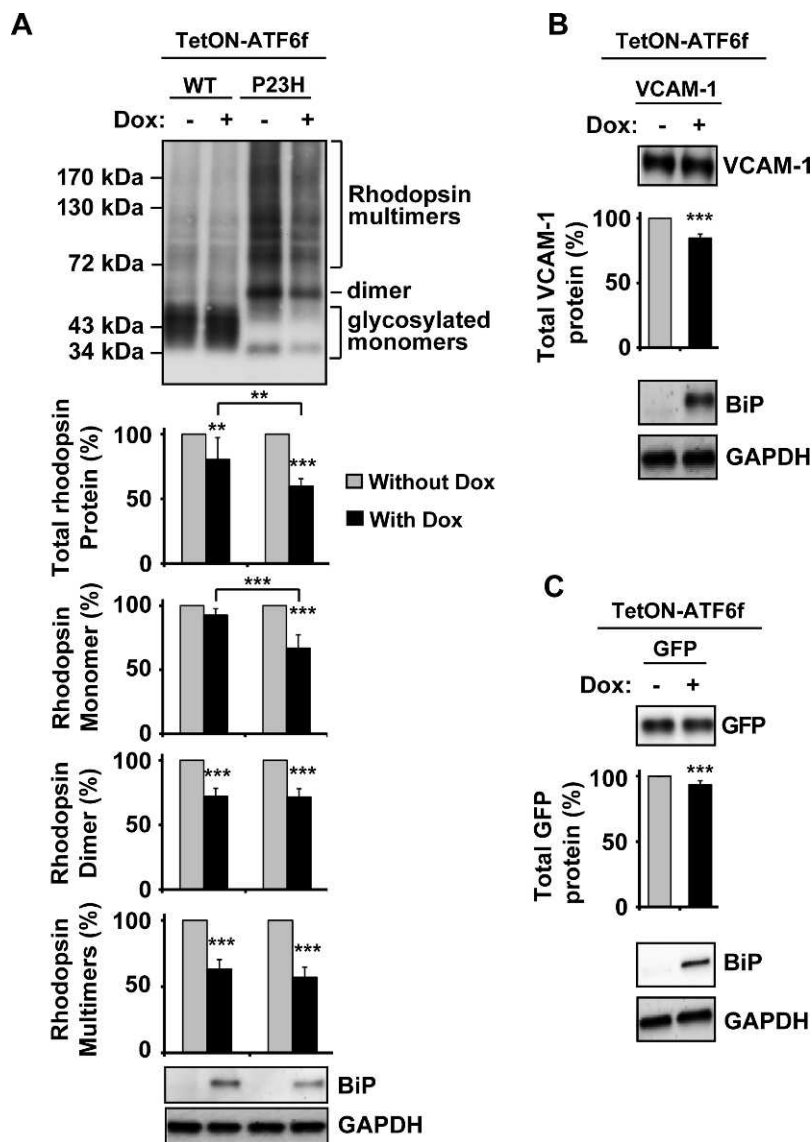 A
TetON-ATF6f
WT P23H
Dox: - + - +
170 kDa
130 kDa
72 kDa
43 kDa
34 kDa
Rhodopsin
multimers
dimer
glycosylated
monomers
**
** ***
100
50
0
Total rhodopsin
Protein (%)
Without Dox
With Dox
***
***
100
50
0
Rhodopsin
Monomer (%)
*** ***
100
50
0
Rhodopsin
Dimer (%)
*** ***
100
50
0
Rhodopsin
Multimers (%)
BiP
GAPDH
B
TetON-ATF6f
VCAM-1
Dox: - +
VCAM-1
***
100
50
0
Total VCAM-1
protein (%)
BiP
GAPDH
C
TetON-ATF6f
GFP
Dox: - +
GFP
***
100
50
0
Total GFP
protein (%)
BiP
GAPDH